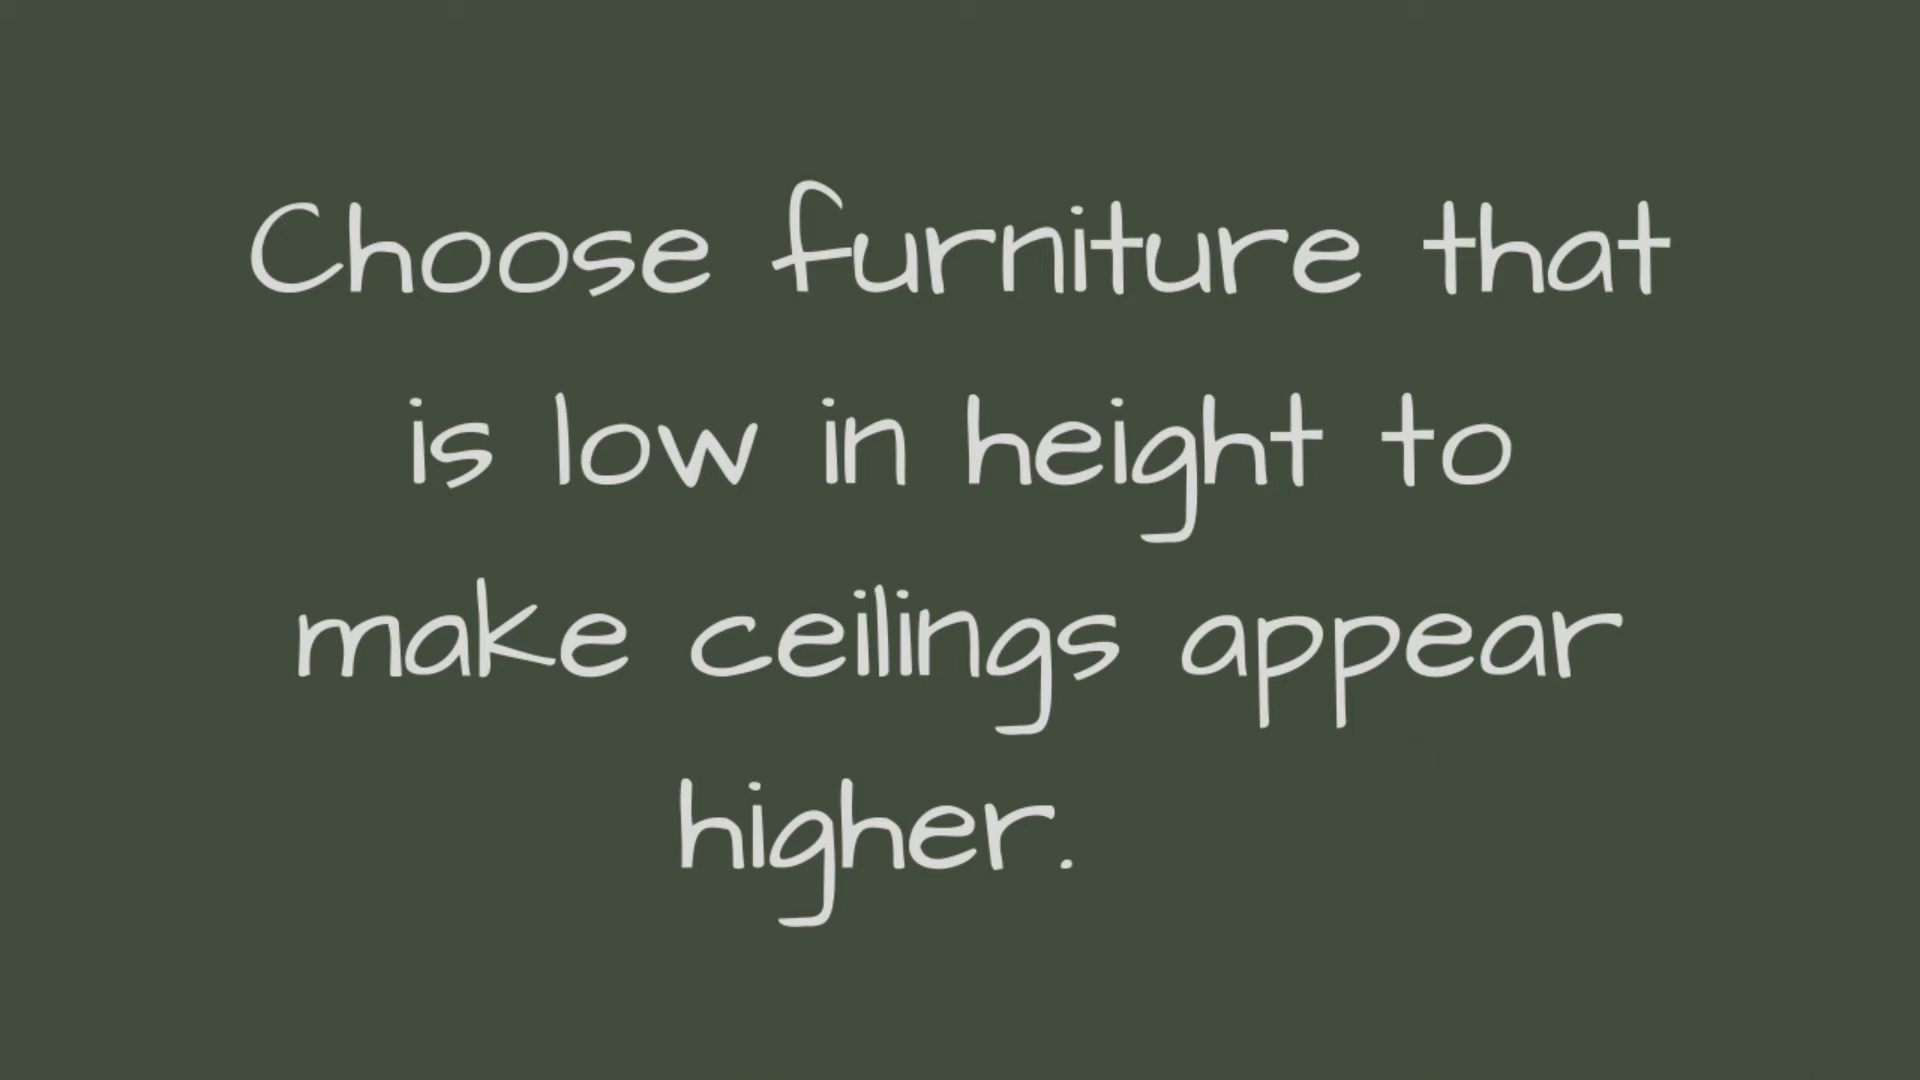 Choose furniture that
is low in height to
make ceilings appear
higher.